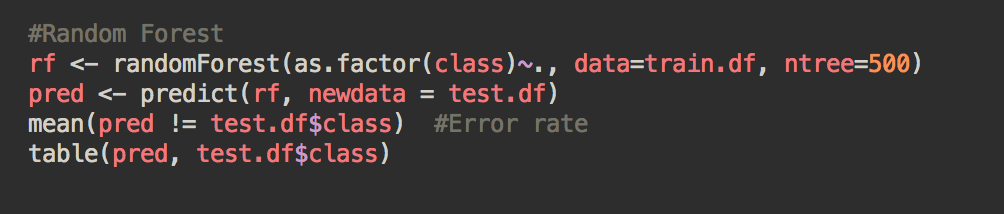 #Random Forest
rf <- randomForest(as.factor(class)~., data=train.df, ntree=500)
pred <- predict(rf, newdata = test.df)
mean(pred != test.df$class)  #Error rate
table(pred, test.df$class)